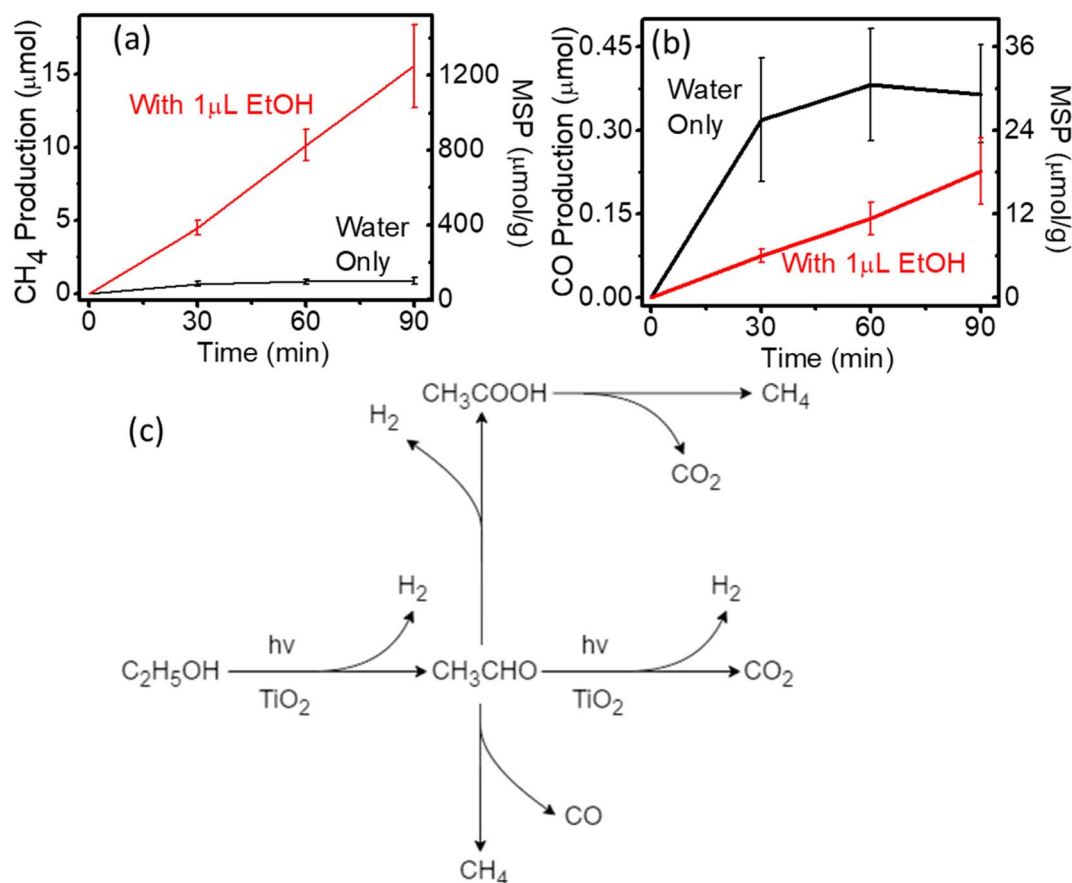 (a)
CH₄ Production (μmol)
15
10
5
0
With 1μL EtOH
Water
Only
1200
800
400
0
MSP (μmol/g)
0 30 60 90
Time (min)
(b)
CO Production (μmol)
0.45
0.30
0.15
0.00
Water
Only
With 1μL EtOH
36
24
12
0
MSP (μmol/g)
0 30 60 90
Time (min)
(c)
CH₃COOH
CH₄
H₂
CO₂
H₂
H₂
hν
hν
C₂H₅OH
CH₃CHO
CO₂
TiO₂
TiO₂
CO
CH₄